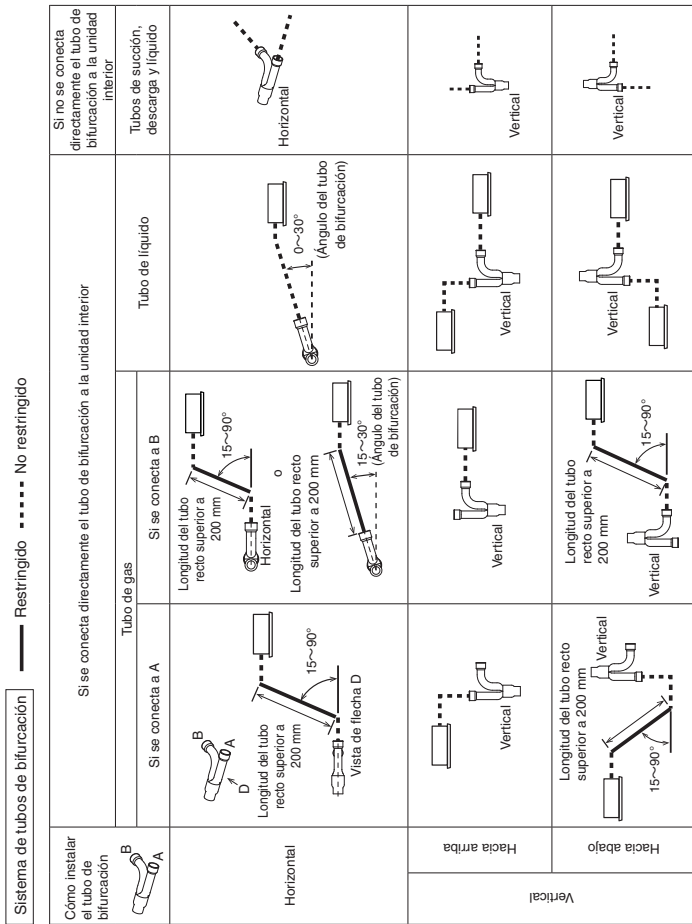 Sistema de tubos de bifurcación
Restringido
No restringido
Cómo instalar
el tubo de
bifurcación
B
A
Si se conecta directamente el tubo de bifurcación a la unidad interior
Si no se conecta
directamente el tubo de
bifurcación a la unidad
interior
Tubo de gas
Tubo de líquido
Tubos de succión,
descarga y líquido
Si se conecta a A
Si se conecta a B
Horizontal
B
A
D
Longitud del tubo
recto superior a
200 mm
15~90°
Vista de flecha D
Longitud del tubo
recto superior a
200 mm
15~90°
Horizontal
o
Longitud del tubo recto
superior a 200 mm
15~30°
(Ángulo del tubo
de bifurcación)
0~30°
(Ángulo del tubo
de bifurcación)
Horizontal
Vertical
Hacia arriba
Vertical
Vertical
Vertical
Vertical
Hacia abajo
Longitud del tubo recto
superior a 200 mm
Vertical
15~90°
Longitud del tubo
recto superior a
200 mm
15~90°
Vertical
Vertical
Vertical